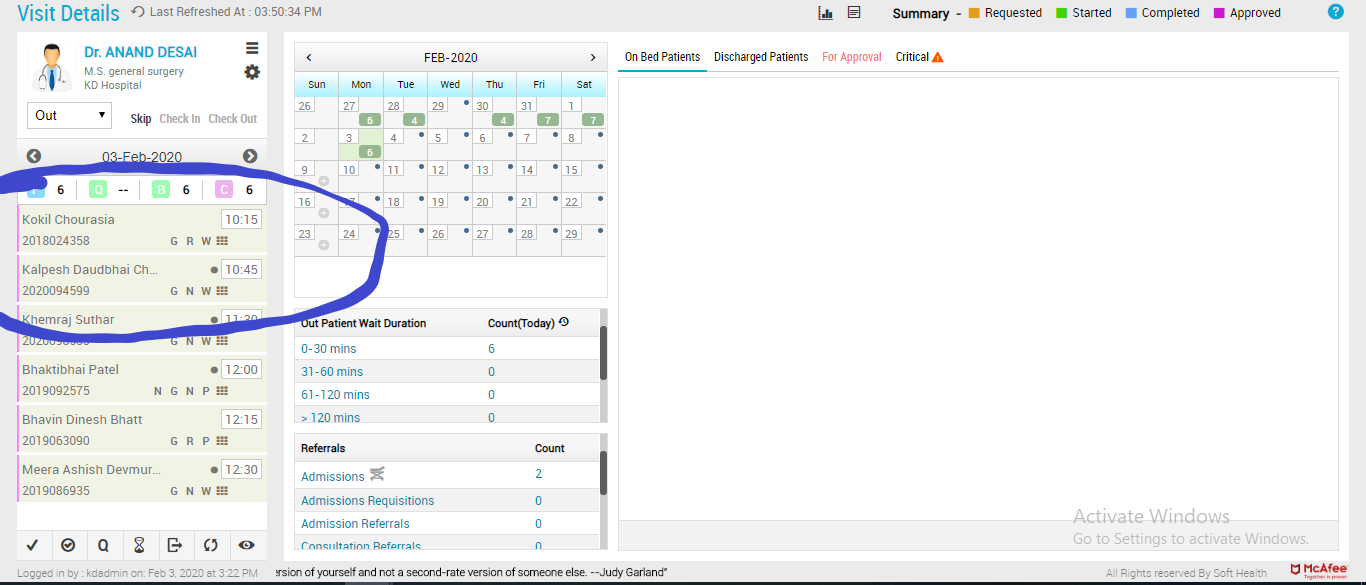 Visit Details Last Refreshed At : 03:50:34 PM
Summary - Requested Started Completed Approved ?
Dr. ANAND DESAI
M.S. general surgery
KD Hospital
Out Skip Check In Check Out
03-Feb-2020
6 Q -- B 6 C 6
Kokil Chourasia 10:15
2018024358 G R W
Kalpesh Daudbhai Ch... 10:45
2020094599 G N W
Khemraj Suthar 11:30
G N W
Bhaktibhai Patel 12:00
2019092575 N G N P
Bhavin Dinesh Bhatt 12:15
2019063090 G R P
Meera Ashish Devmur... 12:30
2019086935 G N W
Q
FEB-2020
Sun Mon Tue Wed Thu Fri Sat
26 27 28 29 30 31 1
6 4 4 7 7
2 3 4 5 6 7 8
6
9 10 11 12 13 14 15
16 17 18 19 20 21 22
23 24 25 26 27 28 29
Out Patient Wait Duration Count(Today)
0-30 mins 6
31-60 mins 0
61-120 mins 0
> 120 mins 0
Referrals Count
Admissions 2
Admissions Requisitions 0
Admission Referrals 0
Consultation Referrals 0
On Bed Patients Discharged Patients For Approval Critical
Activate Windows
Go to Settings to activate Windows.
Logged in by : kdadmin on: Feb 3, 2020 at 3:22 PM ersion of yourself and not a second-rate version of someone else. --Judy Garland" All Rights reserved By Soft Health McAfee
Together is power.